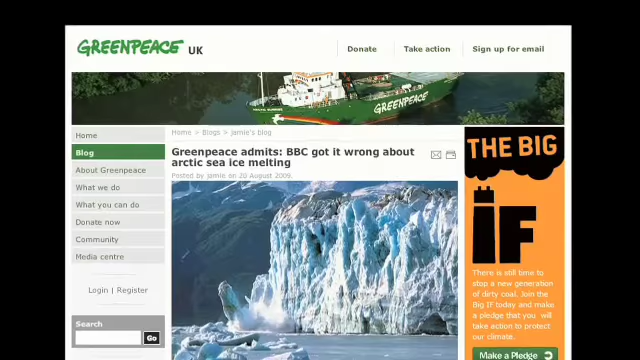 GREENPEACE UK
Donate
Take action
Sign up for email
GREENPEACE
Home
Blog
About Greenpeace
What we do
What you can do
Donate now
Community
Media centre
Login | Register
Search
Go
Home > Blogs > jamie's blog
Greenpeace admits: BBC got it wrong about
arctic sea ice melting
Posted by jamie on 20 August 2009.
THE BIG
IF
There is still time to
stop a new generation
of dirty coal. Join the
Big IF today and make
a pledge that you will
take action to protect
our climate.
Make a Pledge